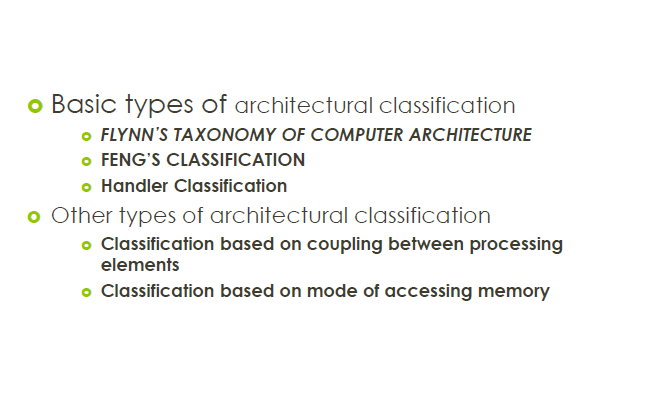 Basic types of architectural classification
FLYNN'S TAXONOMY OF COMPUTER ARCHITECTURE
FENG'S CLASSIFICATION
Handler Classification
Other types of architectural classification
Classification based on coupling between processing
elements
Classification based on mode of accessing memory